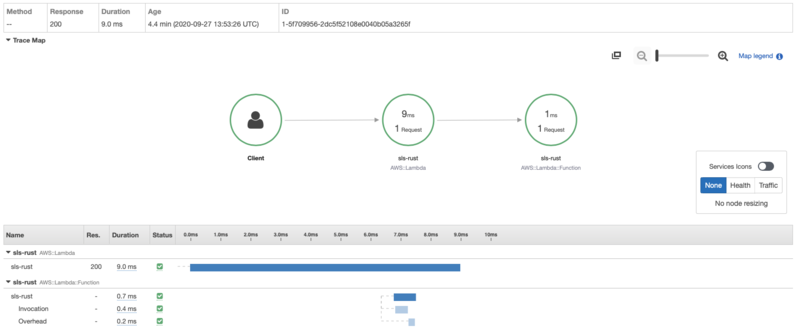 Method Response Duration Age ID
-- 200 9.0 ms 4.4 min (2020-09-27 13:53:26 UTC) 1-5f709956-2dc5f52108e0040b05a3265f
Trace Map
Map legend
9ms
1 Request
1ms
1 Request
Client
sls-rust
AWS::Lambda
sls-rust
AWS::Lambda::Function
Services Icons
None Health Traffic
No node resizing
Name Res. Duration Status 0.0ms 1.0ms 2.0ms 3.0ms 4.0ms 5.0ms 6.0ms 7.0ms 8.0ms 9.0ms 10ms
sls-rust AWS::Lambda
sls-rust 200 9.0 ms
sls-rust AWS::Lambda::Function
sls-rust - 0.7 ms
Invocation - 0.4 ms
Overhead - 0.2 ms